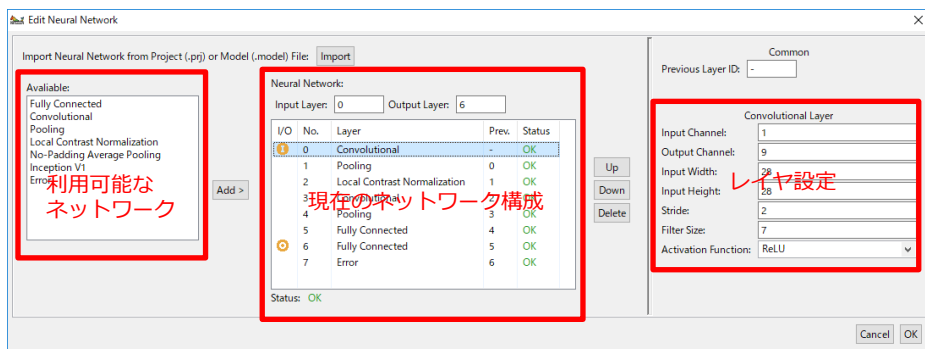 Edit Neural Network
Import Neural Network from Project (.prj) or Model (.model) File: Import
Avaliable:
Fully Connected
Convolutional
Pooling
Local Contrast Normalization
No-Padding Average Pooling
Inception V1
Error
利用可能な
ネットワーク
Add >
Neural Network:
Input Layer: 0 Output Layer: 6
I/O No. Layer Prev. Status
I 0 Convolutional - OK
1 Pooling 0 OK
2 Local Contrast Normalization 1 OK
3 Convolutional 2 OK
現在のネットワーク構成
4 Pooling 3 OK
5 Fully Connected 4 OK
O 6 Fully Connected 5 OK
7 Error 6 OK
Status: OK
Up
Down
Delete
Common
Previous Layer ID: -
Convolutional Layer
Input Channel: 1
Output Channel: 9
Input Width: 28
Input Height: 28
レイヤ設定
Stride: 2
Filter Size: 7
Activation Function: ReLU
Cancel OK